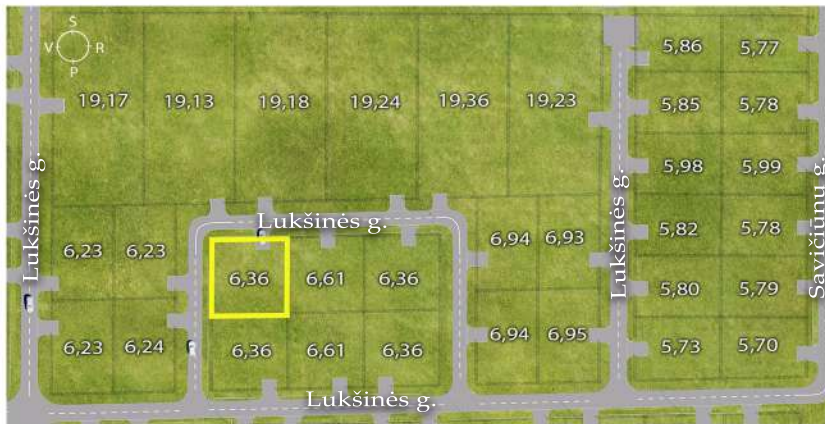 S
V R
P
5,86 5,77
19,17 19,13 19,18 19,24 19,36 19,23
5,85 5,78
5,98 5,99
Lukšinės g.
Lukšinės g.
Lukšinės g.
Savičiūnų g.
6,23 6,23
6,94 6,93
5,82 5,78
6,36 6,61 6,36
5,80 5,79
6,23 6,24
6,36 6,61 6,36
6,94 6,95
5,73 5,70
Lukšinės g.